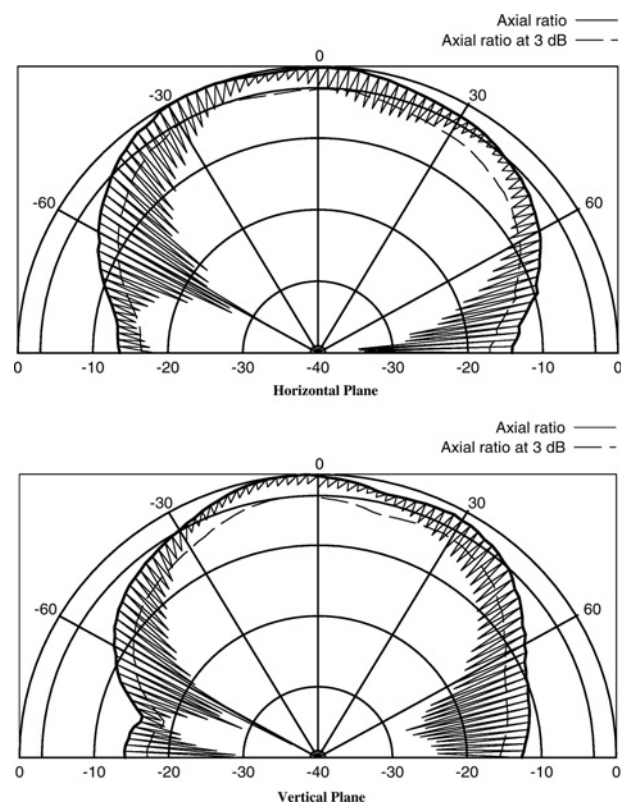 Axial ratio
Axial ratio at 3 dB
0
-30 30
-60 60
0 -10 -20 -30 -40 -30 -20 -10 0
Horizontal Plane
Axial ratio
Axial ratio at 3 dB
0
-30 30
-60 60
0 -10 -20 -30 -40 -30 -20 -10 0
Vertical Plane